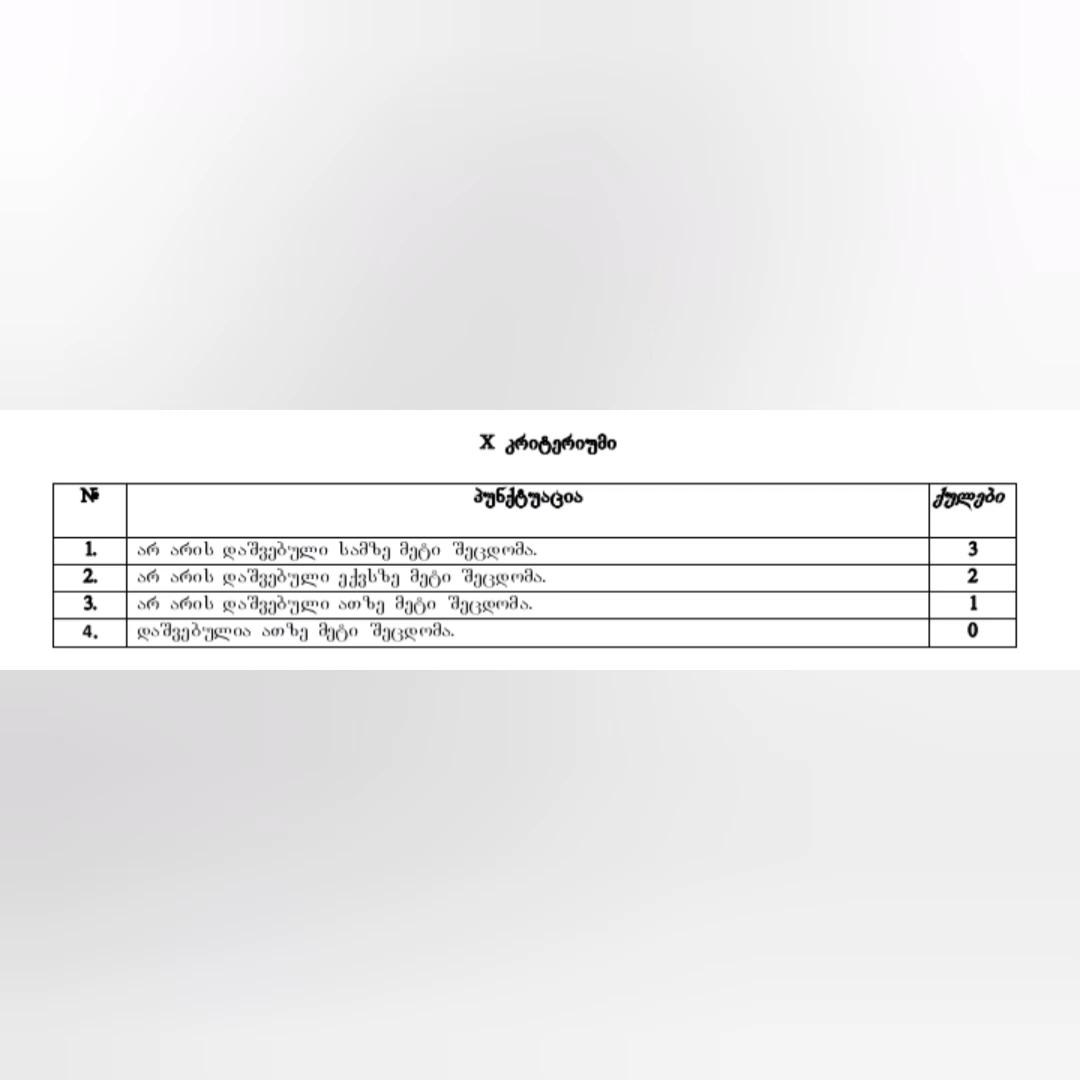 X კრიტერიუმი
№ პუნქტუაცია ქულები
1. არ არის დაშვებული სამზე მეტი შეცდომა. 3
2. არ არის დაშვებული ექვსზე მეტი შეცდომა. 2
3. არ არის დაშვებული ათზე მეტი შეცდომა. 1
4. დაშვებულია ათზე მეტი შეცდომა. 0